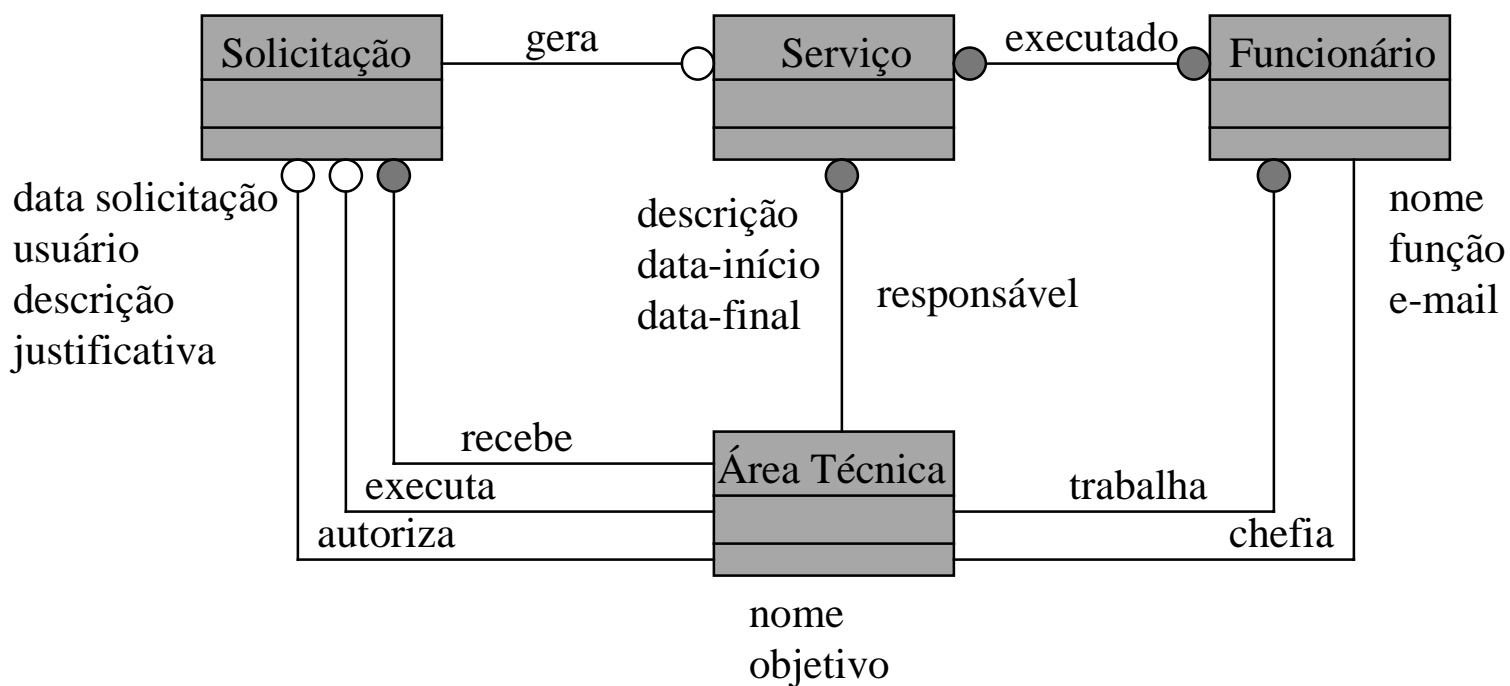 Solicitação
gera
Serviço
executado
Funcionário
data solicitação
usuário
descrição
justificativa
descrição
data-início
data-final
responsável
nome
função
e-mail
recebe
executa
autoriza
Área Técnica
trabalha
chefia
nome
objetivo